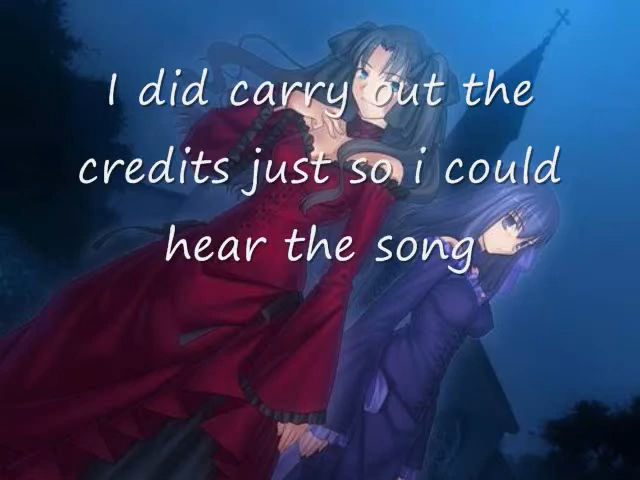 I did carry out the
credits just so i could
hear the song